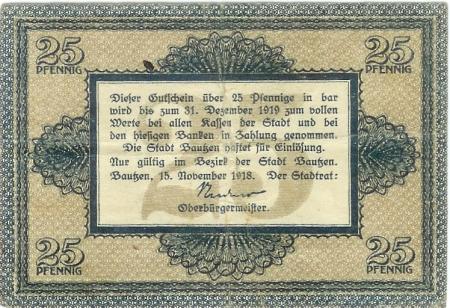 25 PFENNIG
25 PFENNIG
Dieser Gutschein über 25 Pfennige in bar
wird bis zum 31. Dezember 1919 zum vollen
Werte bei allen Kassen der Stadt und bei
den hiesigen Banken in Zahlung genommen.
Die Stadt Bautzen haftet für Einlösung.
Nur gültig im Bezirk der Stadt Bautzen.
Bautzen, 15. November 1918. Der Stadtrat:
Oberbürgermeister.
25
25 PFENNIG
25 PFENNIG